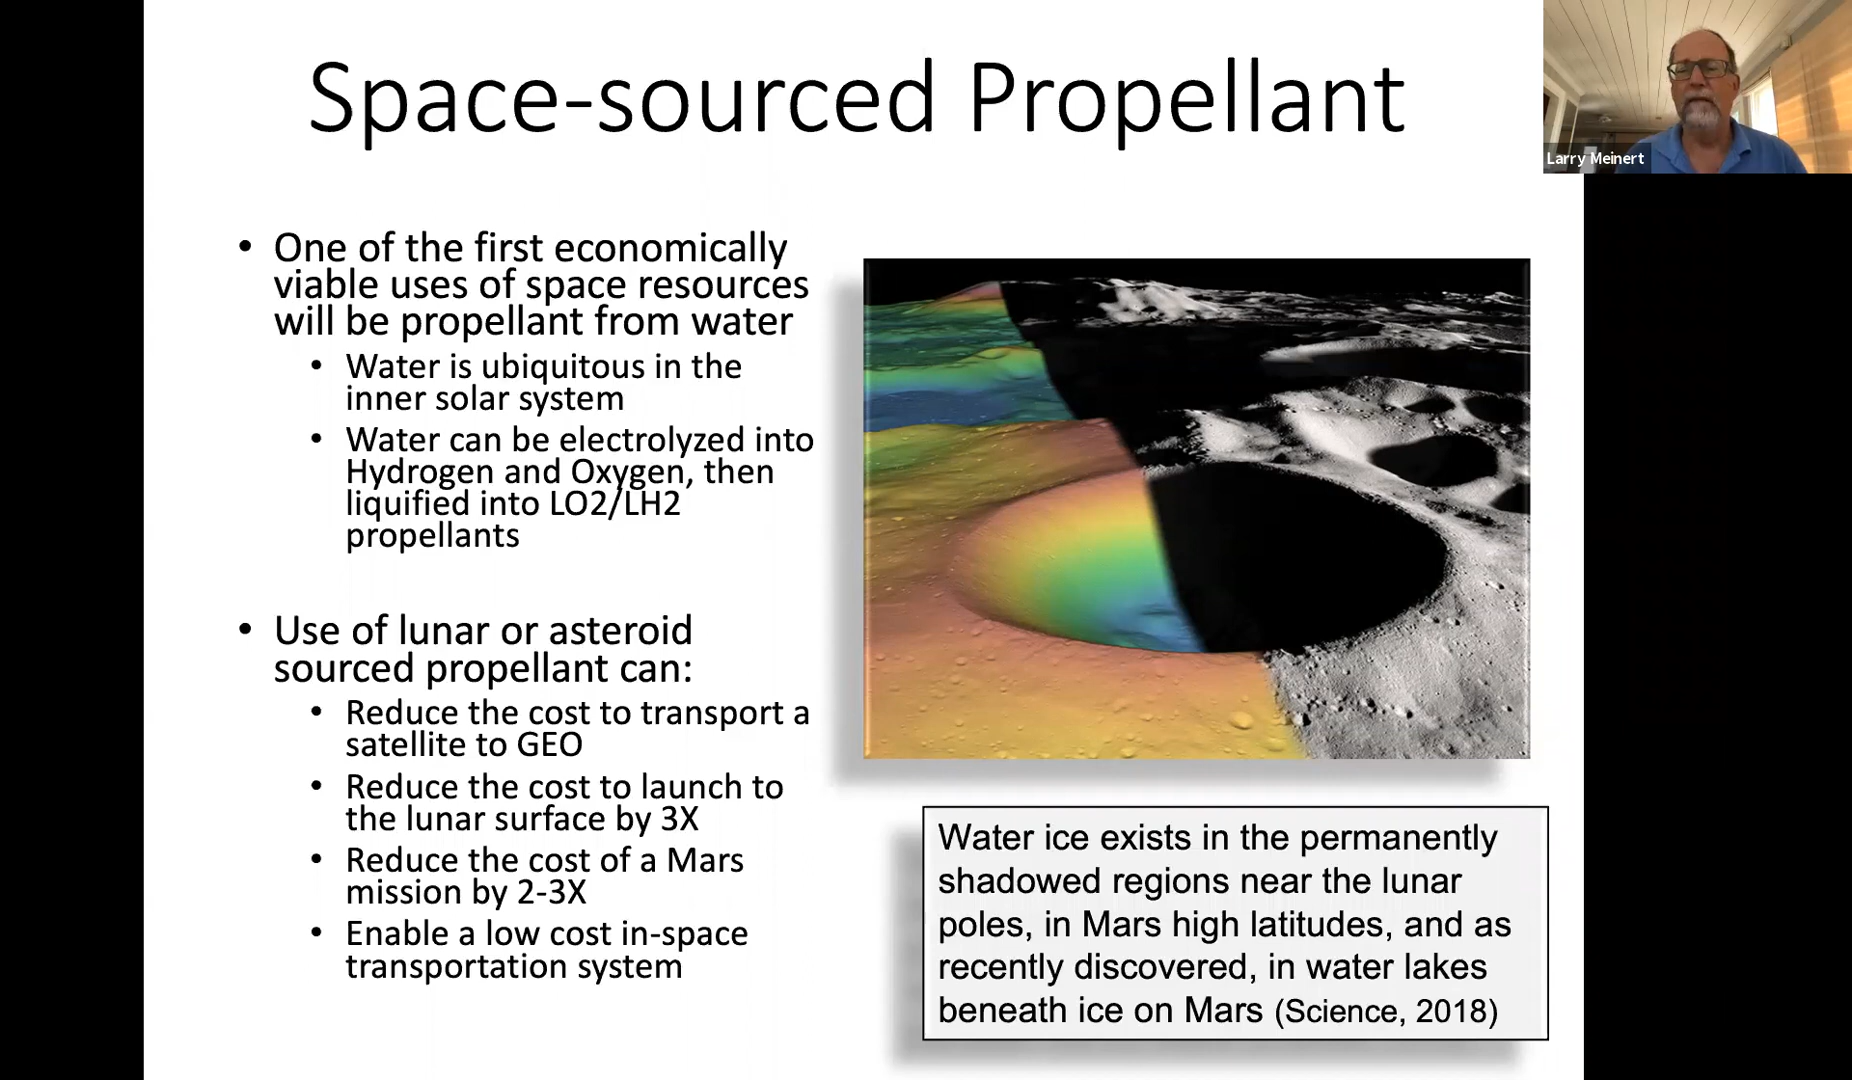 Space-sourced Propellant
Larry Meinert
• One of the first economically
viable uses of space resources
will be propellant from water
• Water is ubiquitous in the
inner solar system
• Water can be electrolyzed into
Hydrogen and Oxygen, then
liquified into LO2/LH2
propellants
• Use of lunar or asteroid
sourced propellant can:
• Reduce the cost to transport a
satellite to GEO
• Reduce the cost to launch to
the lunar surface by 3X
• Reduce the cost of a Mars
mission by 2-3X
• Enable a low cost in-space
transportation system
Water ice exists in the permanently
shadowed regions near the lunar
poles, in Mars high latitudes, and as
recently discovered, in water lakes
beneath ice on Mars (Science, 2018)